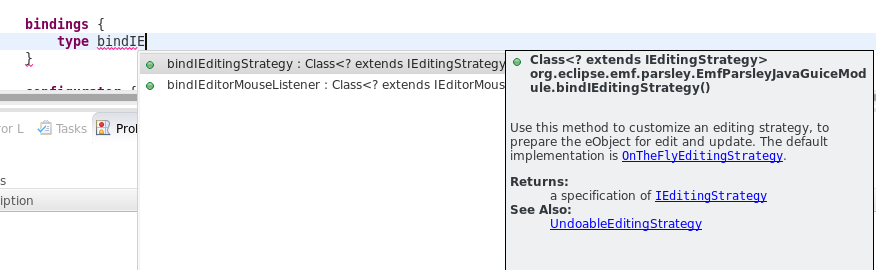 bindings {
type bindIE
}
configurator {
bindIEditingStrategy : Class<? extends IEditingStrategy
bindIEditorMouseListener : Class<? extends IEditorMous
ror L Tasks Prol
s
iption
Class<? extends IEditingStrategy>
org.eclipse.emf.parsley.EmfParsleyJavaGuiceMod
ule.bindIEditingStrategy()
Use this method to customize an editing strategy, to
prepare the eObject for edit and update. The default
implementation is OnTheFlyEditingStrategy.
Returns:
a specification of IEditingStrategy
See Also:
UndoableEditingStrategy